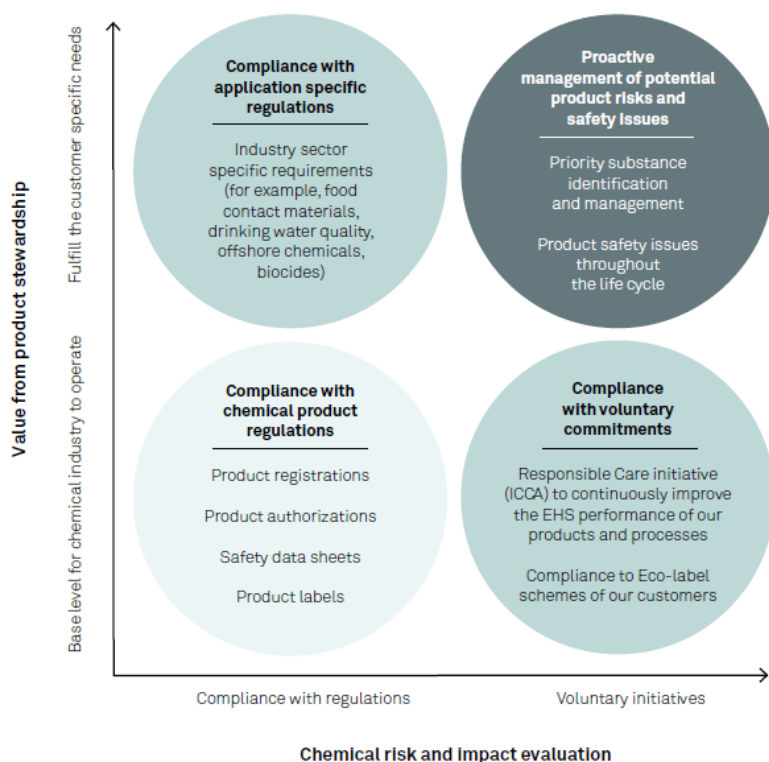 Value from product stewardship
Fulfill the customer specific needs
Base level for chemical industry to operate
Compliance with
application specific
regulations
Industry sector
specific requirements
(for example, food
contact materials,
drinking water quality,
offshore chemicals,
biocides)
Proactive
management of potential
product risks and
safety issues
Priority substance
identification
and management
Product safety issues
throughout
the life cycle
Compliance with
chemical product
regulations
Product registrations
Product authorizations
Safety data sheets
Product labels
Compliance
with voluntary
commitments
Responsible Care initiative
(ICCA) to continuously improve
the EHS performance of our
products and processes
Compliance to Eco-label
schemes of our customers
Compliance with regulations
Voluntary initiatives
Chemical risk and impact evaluation